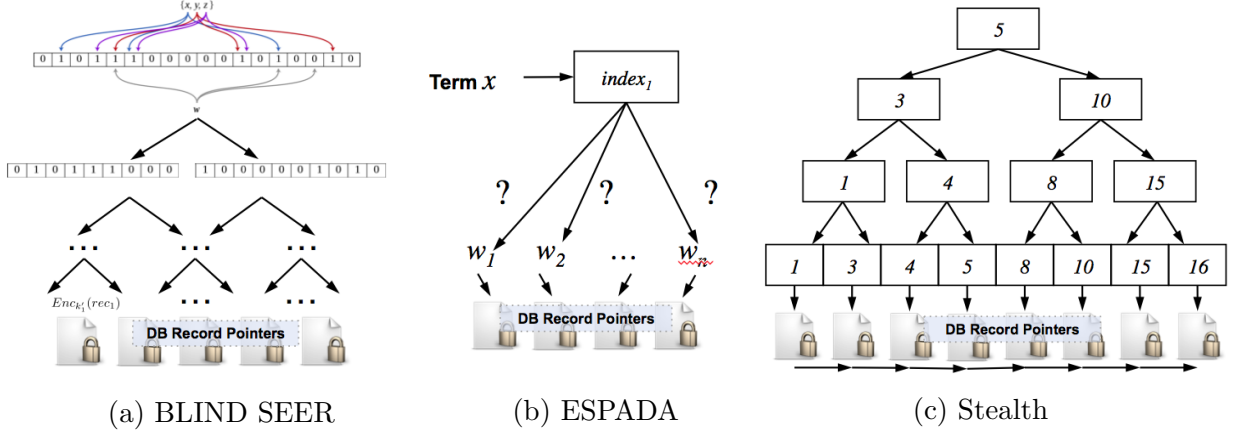 {x, y, z}
0 1 0 1 1 1 0 0 0 0 0 1 0 1 0 0 1 0
w
0 1 0 1 1 1 0 0 0
1 0 0 0 0 0 1 0 1 0
... ... ...
Enc_{k'_1}(rec_1) ... ...
DB Record Pointers
(a) BLIND SEER
Term x
index_1
? ? ?
w_1 w_2 ... w_n
DB Record Pointers
(b) ESPADA
5
3 10
1 4 8 15
1 3 4 5 8 10 15 16
DB Record Pointers
(c) Stealth